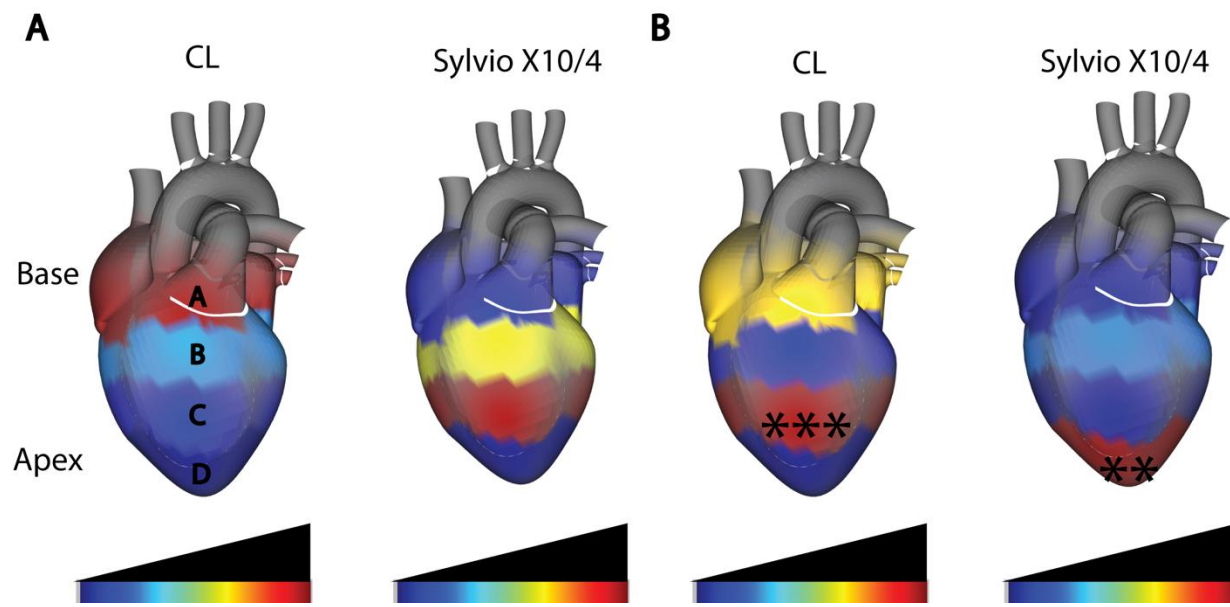 A
B
CL
Sylvio X10/4
CL
Sylvio X10/4
Base
Apex
A
B
C
D
***
**